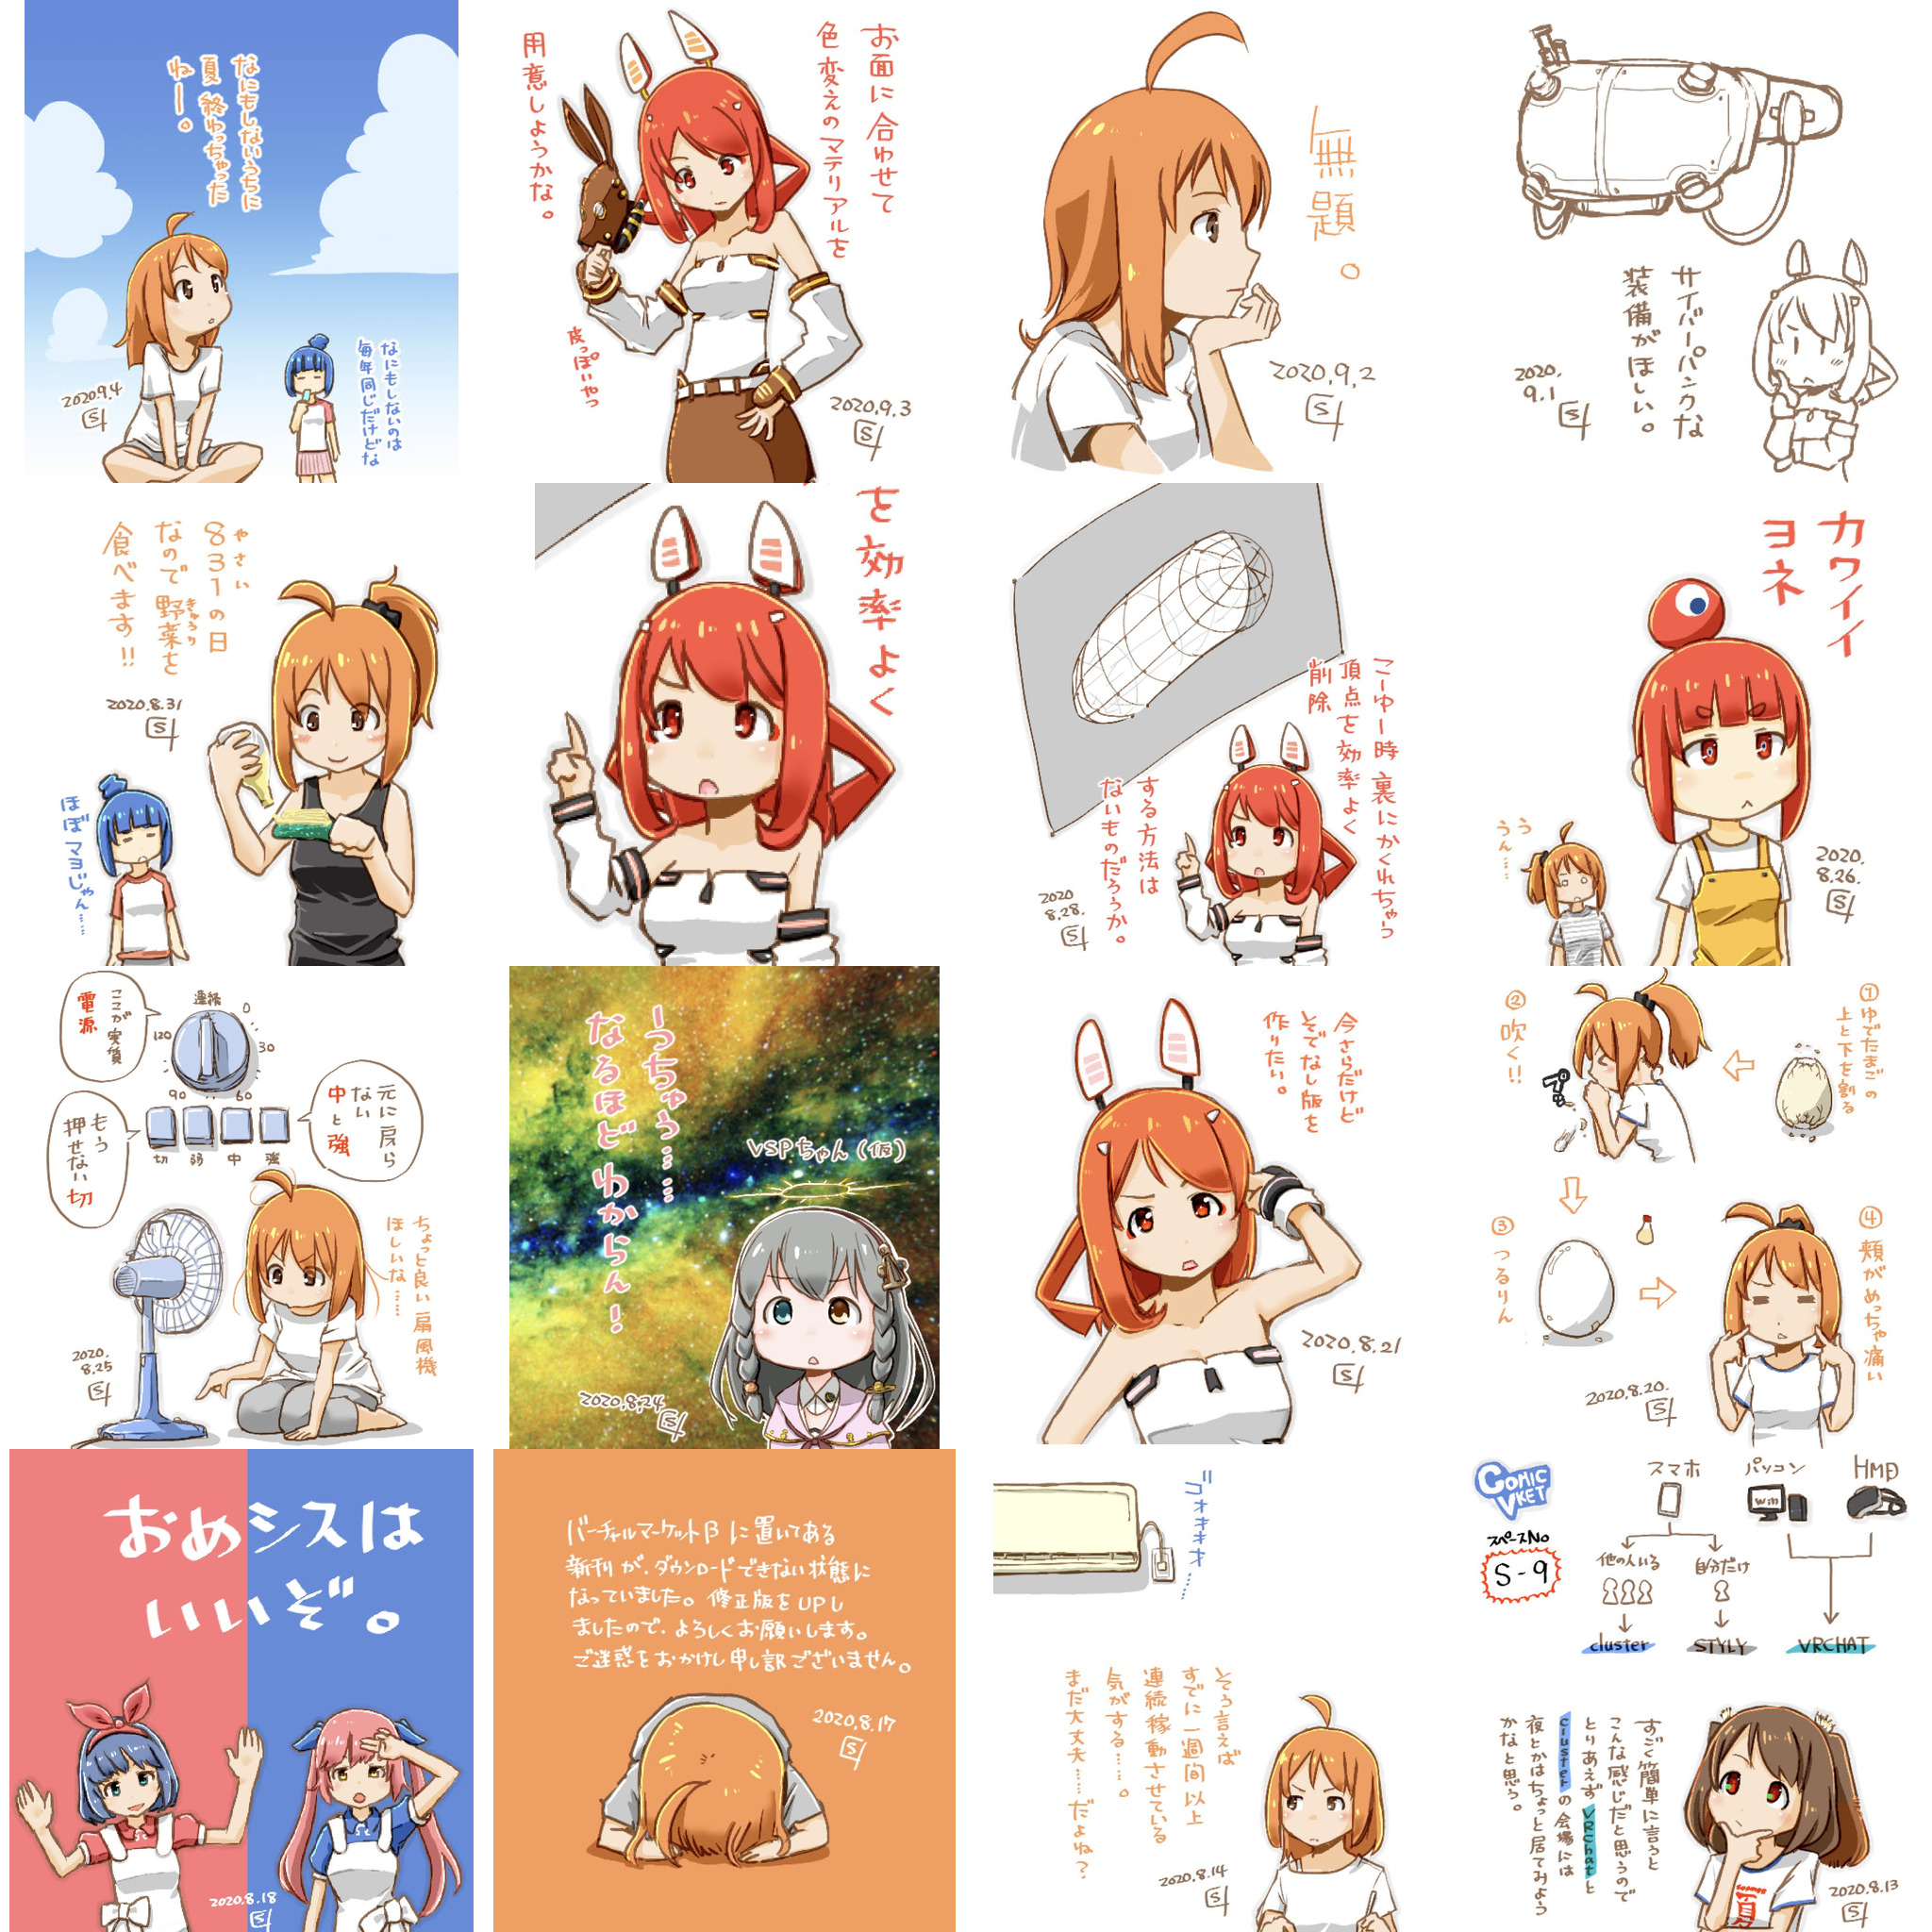 なにもしないうちに
夏終わっちゃった
ねー。
なにもしないのは
毎年同じだけどな
2020.9.4
お面に合わせて
色変えのマテリアルを
用意しようかな。
皮っぽいやつ
2020.9.3
無題。
2020.9.2
サイバーパンクな
装備がほしい。
2020.
9.1
やさい
831の日
なので野菜を
きゅうり
食べます!!
2020.8.31
ほぼマヨじゃん……
を効率よく
こーゆー時裏にかくれちゃう
頂点を効率よく
削除
する方法は
ないものだろうか。
2020
8.28.
カワイイ
ヨネ
う
うん……
2020.
8.26.
ここが実質
電源
連続
0
30
60
90
120
元に戻ら
ない
中と強
もう
押せない
切
切
弱
中
強
ちょっと良い扇風機
ほしいな……
2020.
8.25
ーうちゅう……
なるほどわからん!
VSPちゃん(仮)
2020.8.24
今さらだけど
そでなし版を
作りたい。
2020.8.21
①ゆでたまごの
上と下を割る
②吹く!!
③つるりん
④頬がめっちゃ痛い
2020.8.20.
おめシスは
いいぞ。
2020.8.18
バーチャルマーケットβに置いてある
新刊が、ダウンロードできない状態に
なっていました。修正版をUPし
ましたので、よろしくお願いします。
ご迷惑をおかけし申し訳ございません。
2020.8.17
ゴオオオオ……
そう言えば
すでに一週間以上
連続稼動させている
気がする……。
まだ大丈夫……だよね?
2020.8.14
COMIC
VKET
スペースNo
S-9
スマホ
パソコン
HMD
Win
他の人いる
自分だけ
cluster
STYLY
VRCHAT
すごく簡単に言うと
こんな感じだと思うので
とりあえずVRChatと
clusterの会場には
夜とかはちょっと居てみよう
かなと思う。
2020.8.13